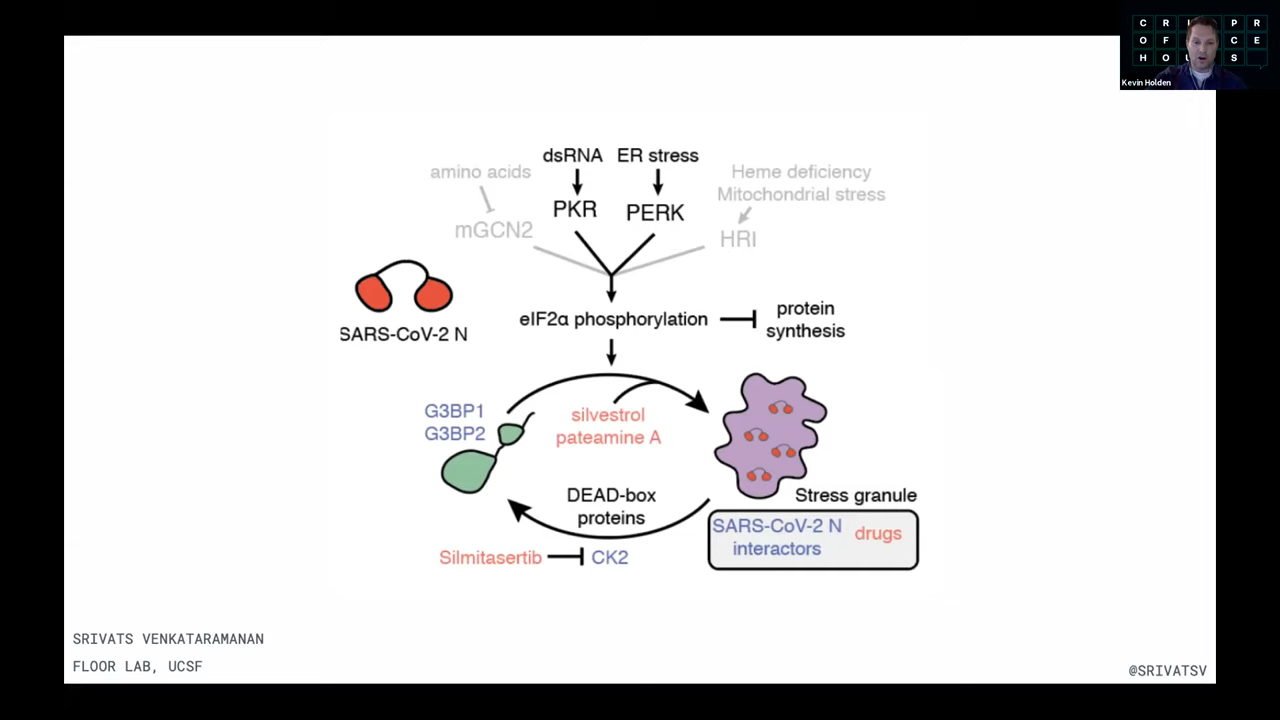 C R I P R
O F C E
H O U S
Kevin Holden
dsRNA ER stress
amino acids
Heme deficiency
Mitochondrial stress
PKR PERK
mGCN2
HRI
SARS-CoV-2 N
eIF2α phosphorylation
protein
synthesis
G3BP1
G3BP2
silvestrol
pateamine A
DEAD-box
proteins
Stress granule
SARS-CoV-2 N
interactors
drugs
Silmitasertib
CK2
SRIVATS VENKATARAMANAN
FLOOR LAB, UCSF
@SRIVATSV